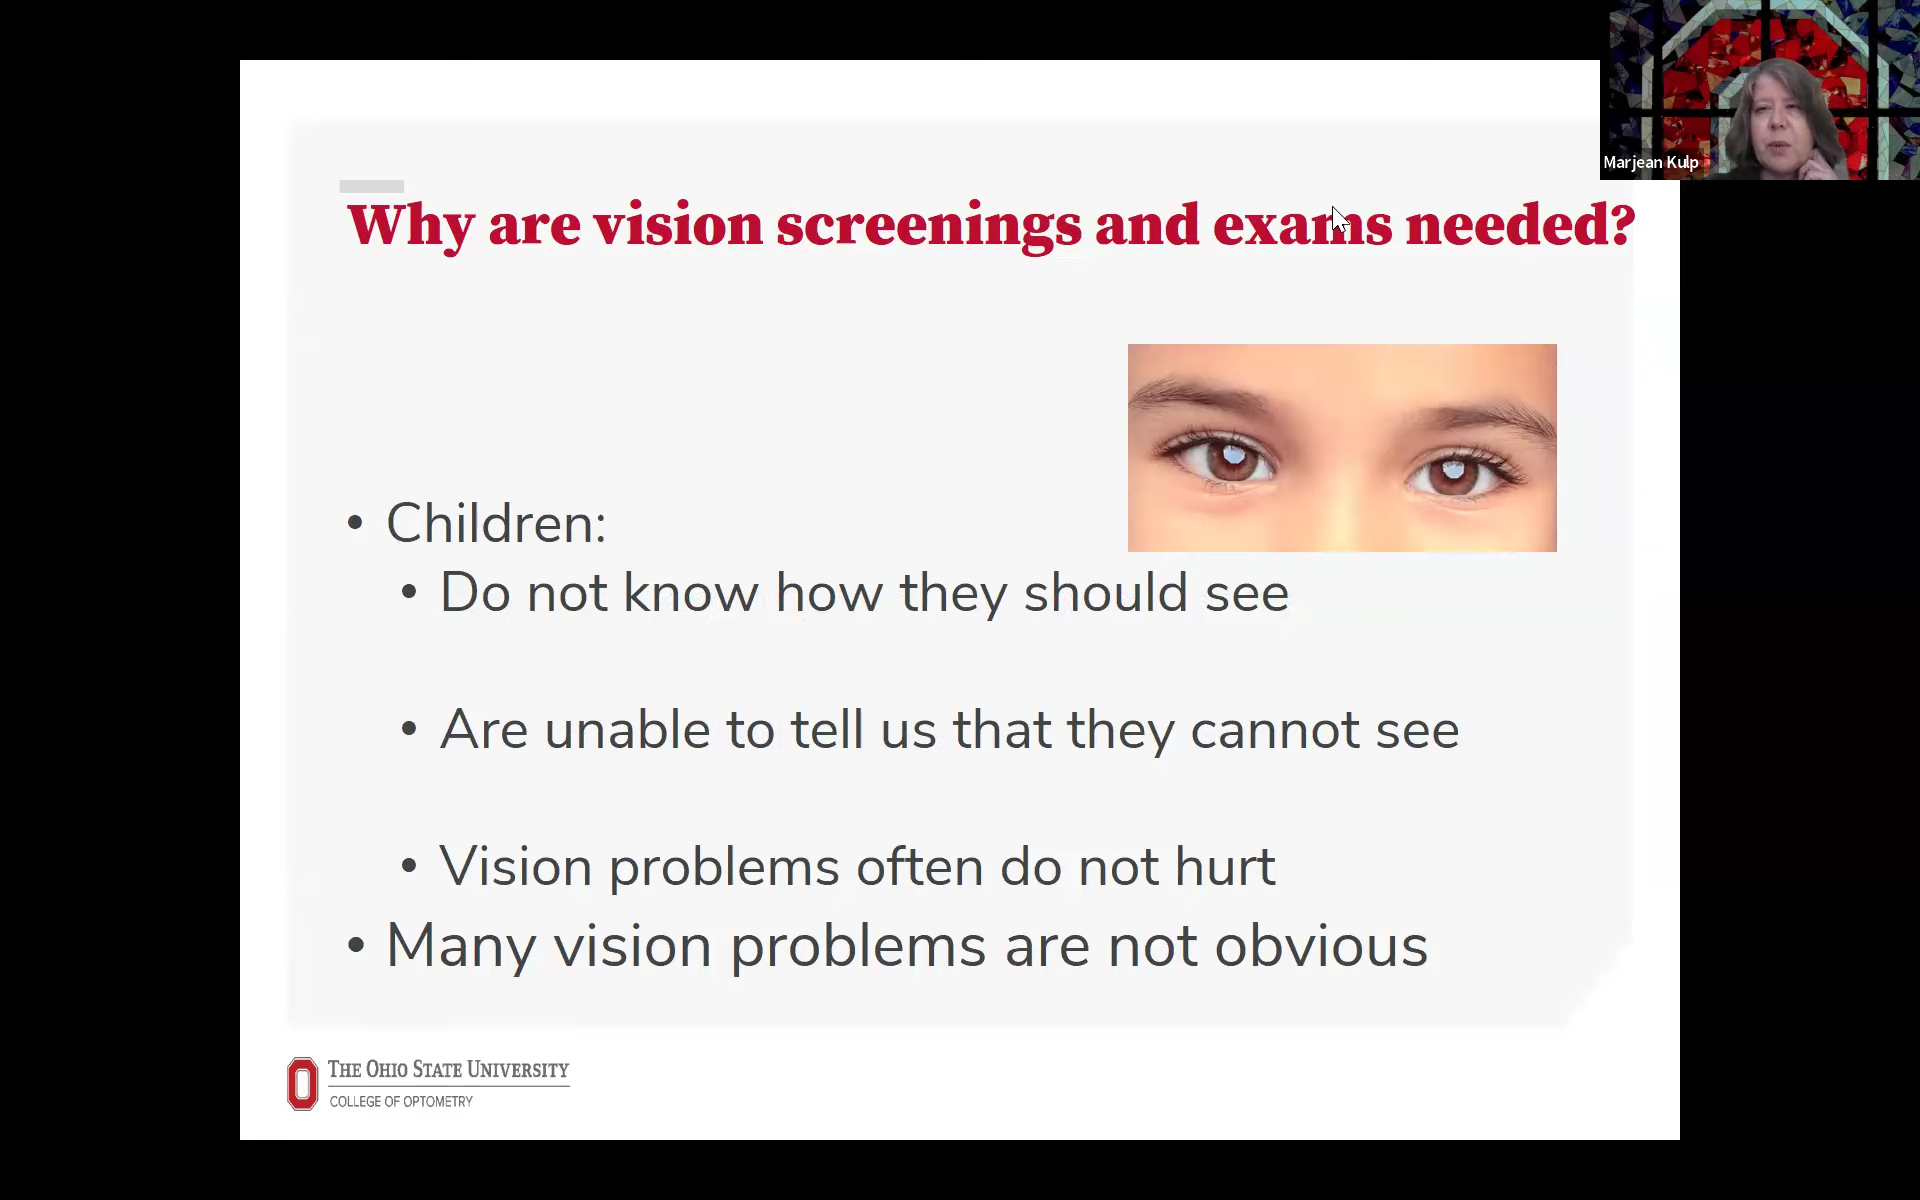 Marjean Kulp
Why are vision screenings and exams needed?
• Children:
• Do not know how they should see
• Are unable to tell us that they cannot see
• Vision problems often do not hurt
• Many vision problems are not obvious
THE OHIO STATE UNIVERSITY
COLLEGE OF OPTOMETRY